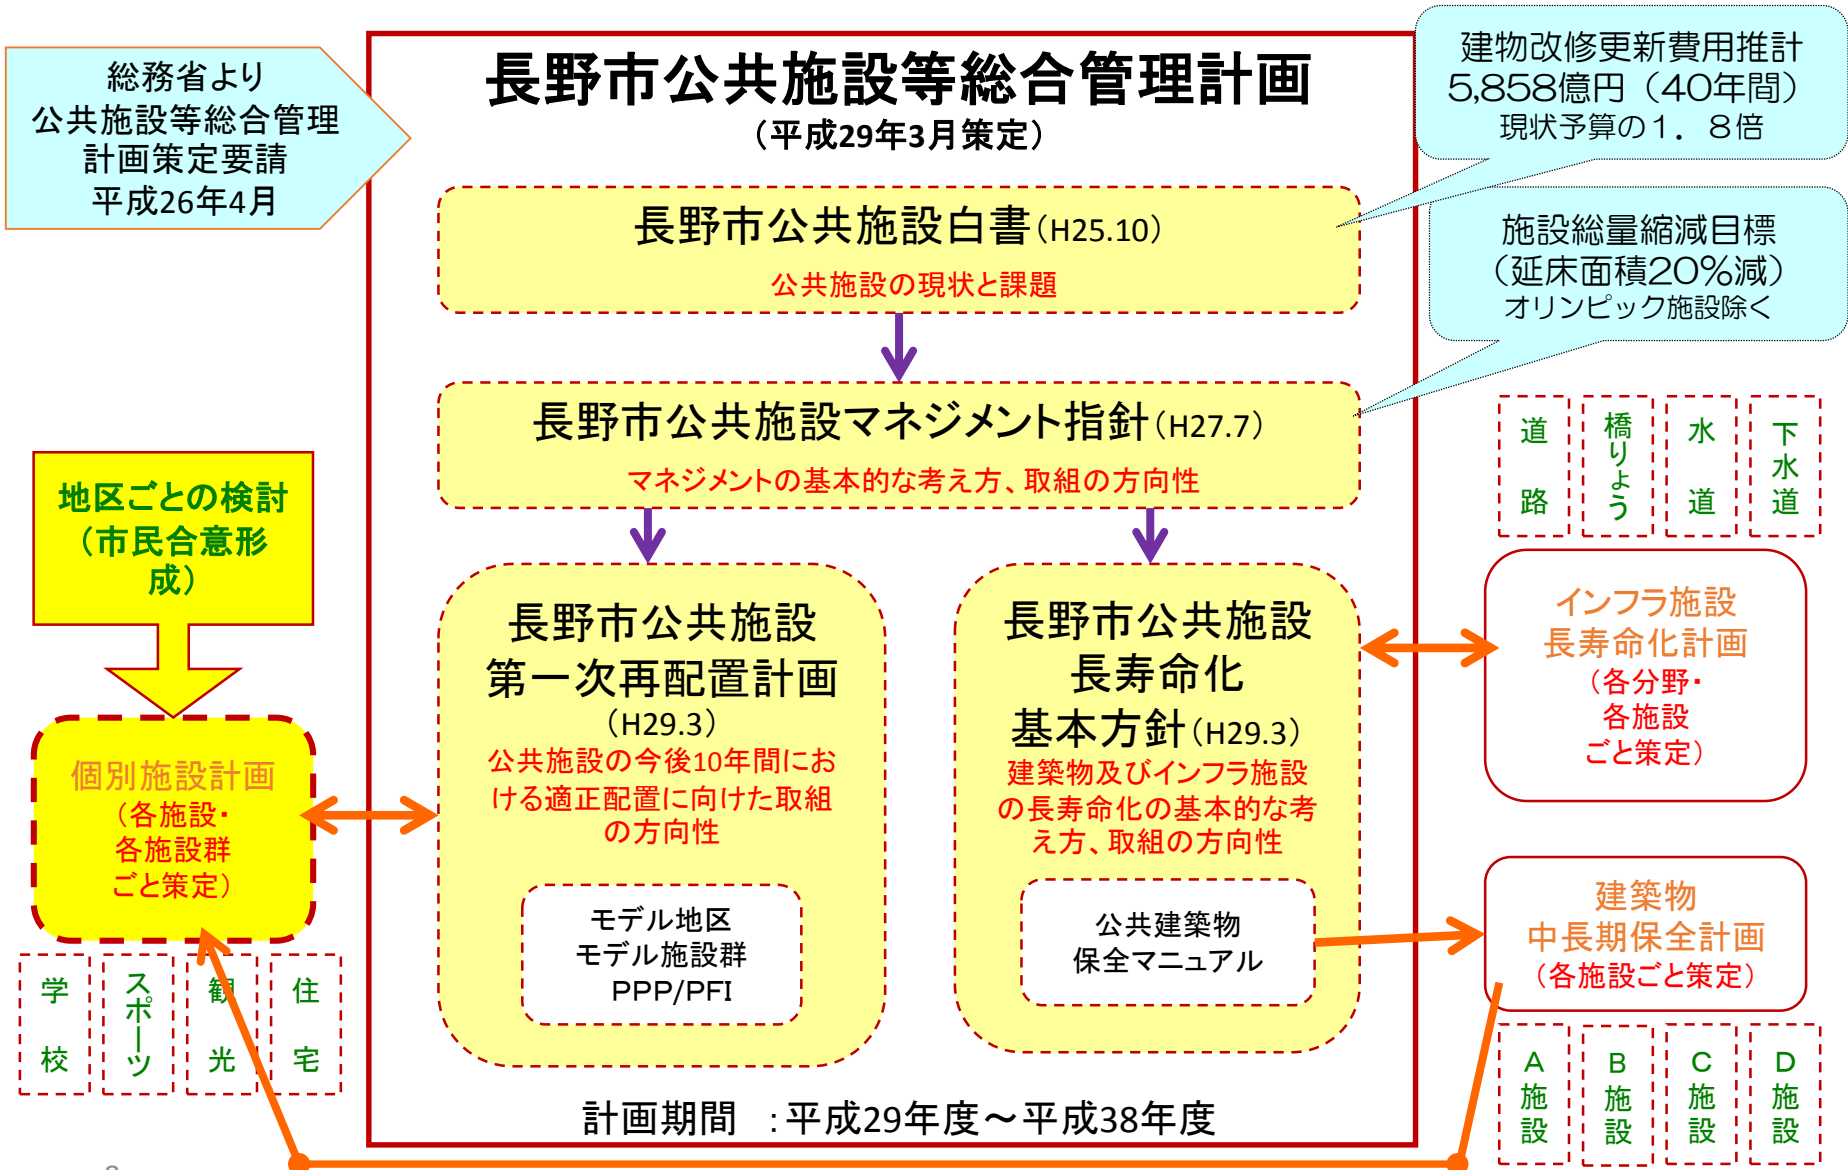 総務省より
公共施設等総合管理
計画策定要請
平成26年4月
長野市公共施設等総合管理計画
（平成29年3月策定）
建物改修更新費用推計
5,858億円（40年間）
現状予算の１．８倍
長野市公共施設白書（H25.10）
公共施設の現状と課題
施設総量縮減目標
（延床面積20％減）
オリンピック施設除く
長野市公共施設マネジメント指針（H27.7）
マネジメントの基本的な考え方、取組の方向性
道路
橋りょう
水道
下水道
地区ごとの検討
（市民合意形
成）
長野市公共施設
第一次再配置計画
（H29.3）
公共施設の今後10年間にお
ける適正配置に向けた取組
の方向性
モデル地区
モデル施設群
PPP/PFI
長野市公共施設
長寿命化
基本方針（H29.3）
建築物及びインフラ施設
の長寿命化の基本的な考
え方、取組の方向性
公共建築物
保全マニュアル
インフラ施設
長寿命化計画
（各分野・
各施設
ごと策定）
個別施設計画
（各施設・
各施設群
ごと策定）
学校
スポーツ
観光
住宅
建築物
中長期保全計画
（各施設ごと策定）
A施設
B施設
C施設
D施設
計画期間　：平成29年度～平成38年度